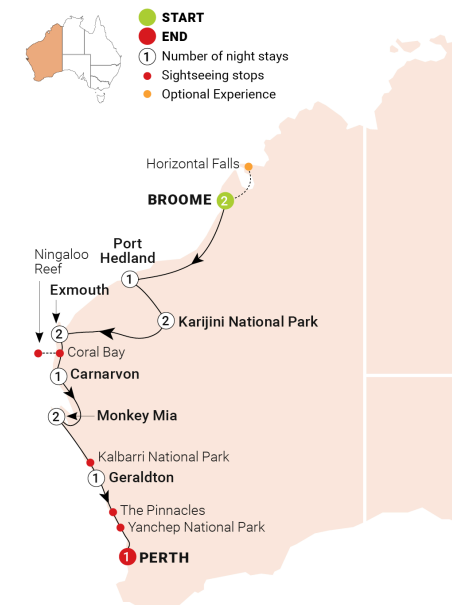 START
END
1 Number of night stays
Sightseeing stops
Optional Experience
Horizontal Falls
BROOME 2
Port
Hedland
1
Ningaloo
Reef
Exmouth
2 Karijini National Park
2
Coral Bay
1 Carnarvon
2 Monkey Mia
Kalbarri National Park
1 Geraldton
The Pinnacles
Yanchep National Park
1 PERTH